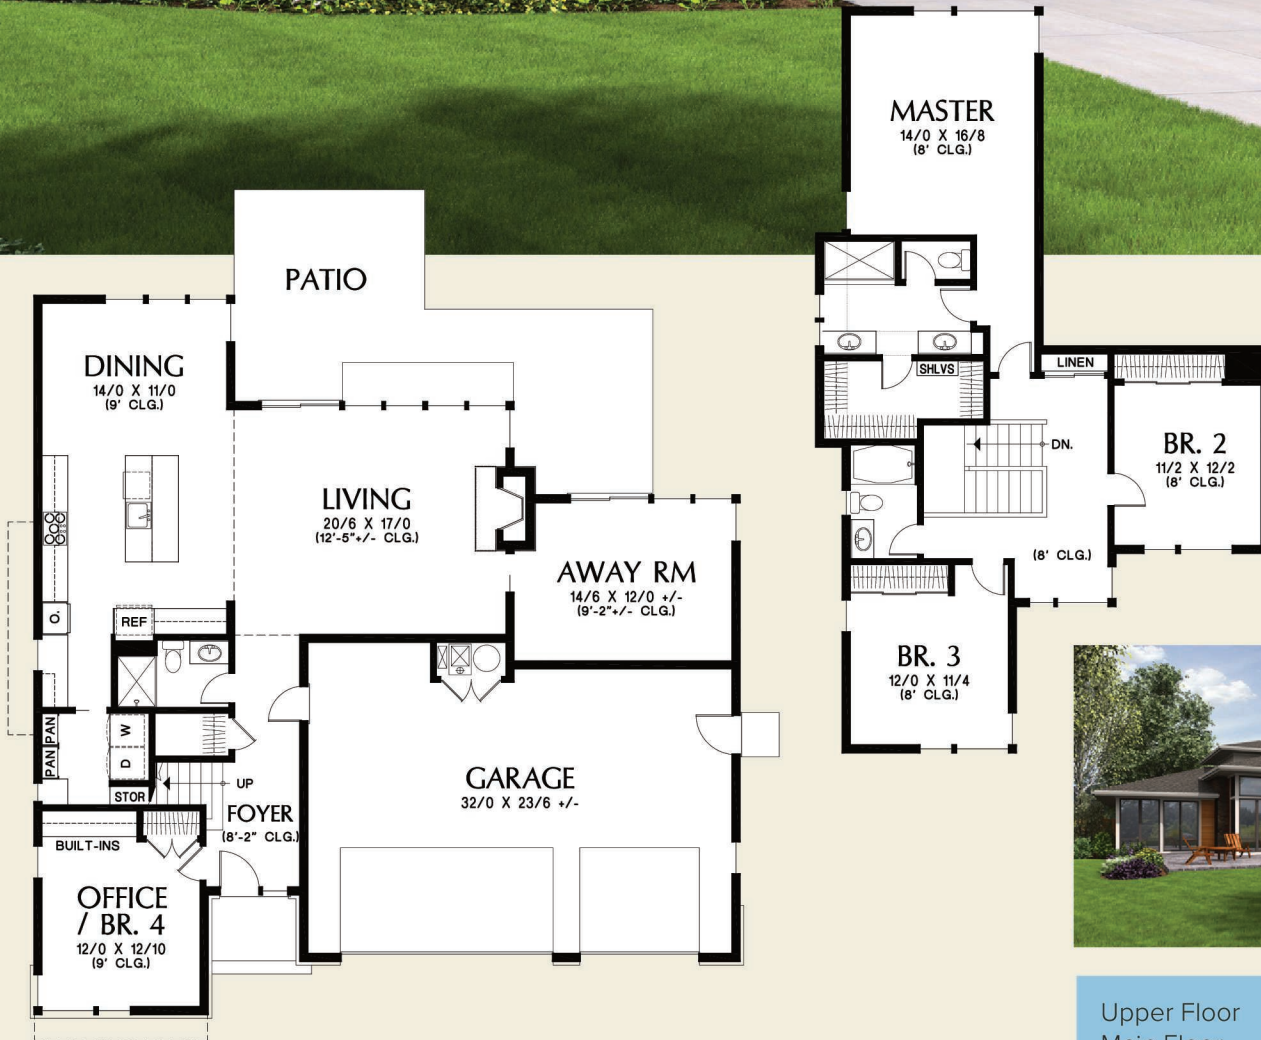 MASTER
14/0 X 16/8
(8' CLG.)
SHLVS
LINEN
DN.
BR. 2
11/2 X 12/2
(8' CLG.)
(8' CLG.)
BR. 3
12/0 X 11/4
(8' CLG.)
PATIO
DINING
14/0 X 11/0
(9' CLG.)
LIVING
20/6 X 17/0
(12'-5"+/- CLG.)
AWAY RM
14/6 X 12/0 +/-
(9'-2"+/- CLG.)
O.
REF
PAN
PAN
W
D
STOR
UP
FOYER
(8'-2" CLG.)
GARAGE
32/0 X 23/6 +/-
BUILT-INS
OFFICE
/ BR. 4
12/0 X 12/10
(9' CLG.)
Upper Floor
Main Floor